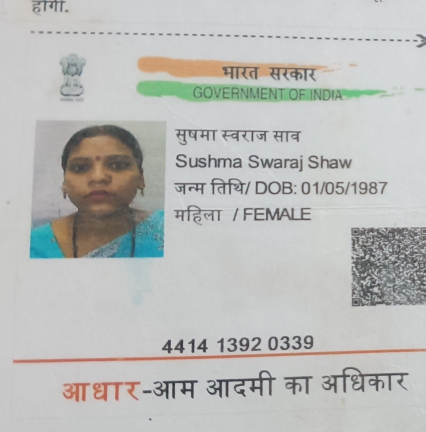 होगी.
भारत सरकार
GOVERNMENT OF INDIA
सुषमा स्वराज साव
Sushma Swaraj Shaw
जन्म तिथि/ DOB: 01/05/1987
महिला / FEMALE
4414 1392 0339
आधार-आम आदमी का अधिकार